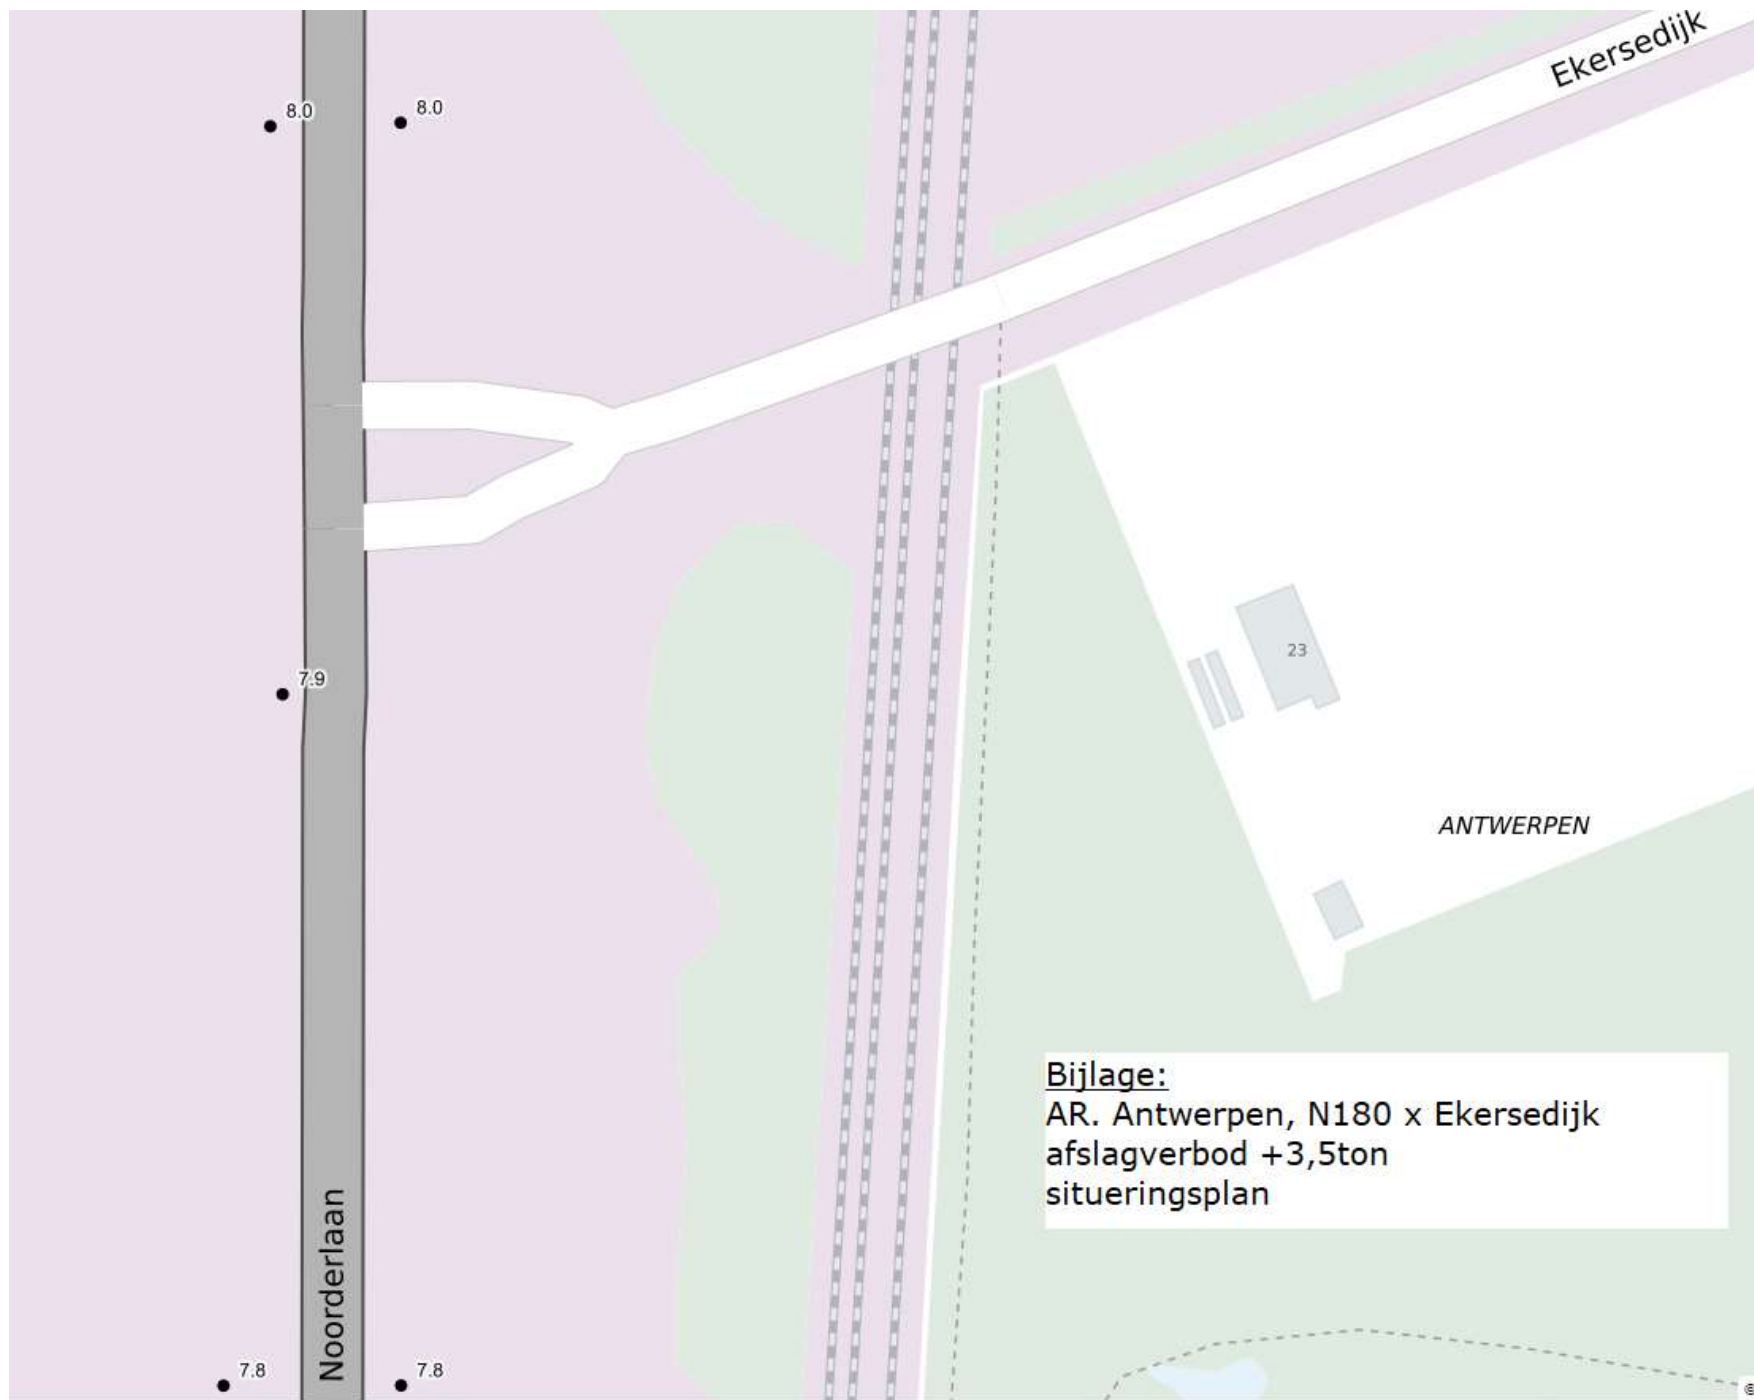 Ekersedijk
8.0
8.0
7.9
23
ANTWERPEN
Bijlage:
AR. Antwerpen, N180 x Ekersedijk
afslagverbod +3,5ton
situeringsplan
Noorderlaan
7.8
7.8
©